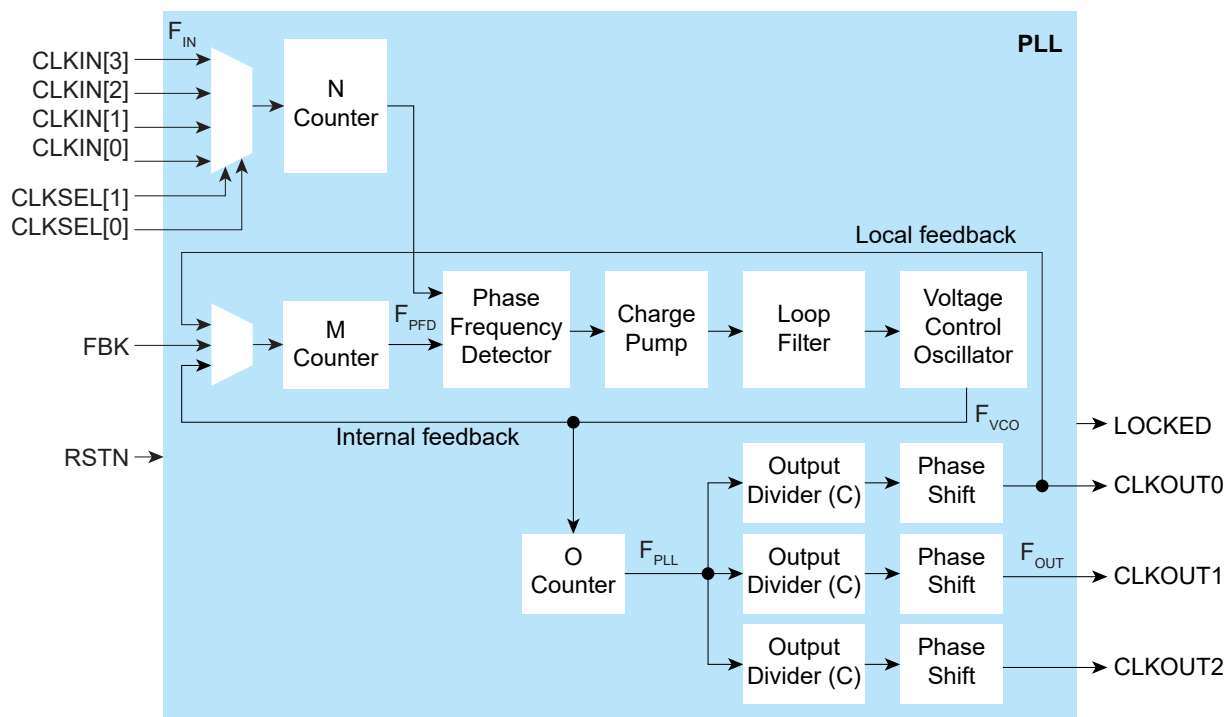 PLL
F_IN
CLKIN[3]
CLKIN[2]
CLKIN[1]
CLKIN[0]
CLKSEL[1]
CLKSEL[0]
N
Counter
Local feedback
FBK
M
Counter
F_PFD
Phase
Frequency
Detector
Charge
Pump
Loop
Filter
Voltage
Control
Oscillator
F_VCO
Internal feedback
RSTN
LOCKED
Output
Divider (C)
Phase
Shift
CLKOUT0
O
Counter
F_PLL
Output
Divider (C)
Phase
Shift
F_OUT
CLKOUT1
Output
Divider (C)
Phase
Shift
CLKOUT2